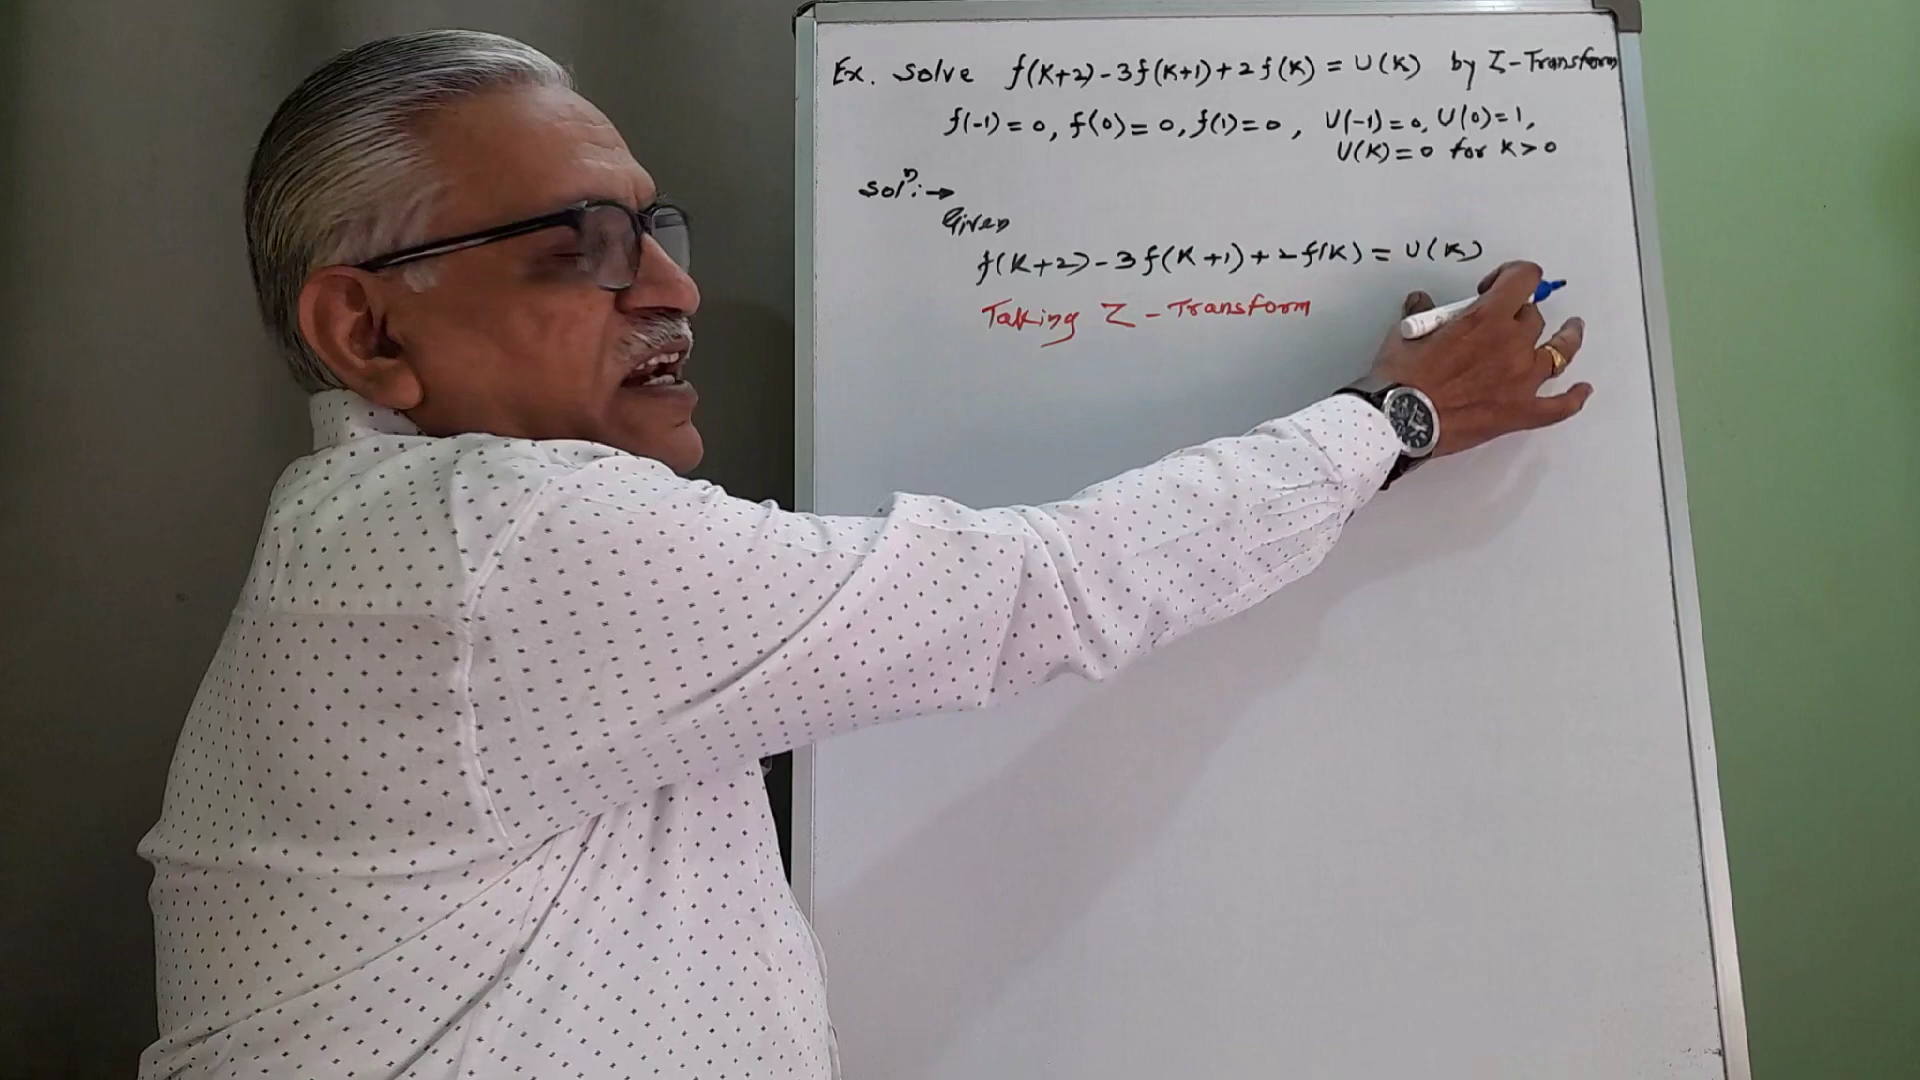 Ex. Solve f(K+2)-3f(K+1)+2f(K) = U(K) by Z-Transform
f(-1)=0, f(0)=0, f(1)=0, U(-1)=0, U(0)=1,
U(K)=0 for K>0
Solⁿ:→
Given
f(K+2)-3f(K+1)+2f(K) = U(K)
Taking Z-Transform